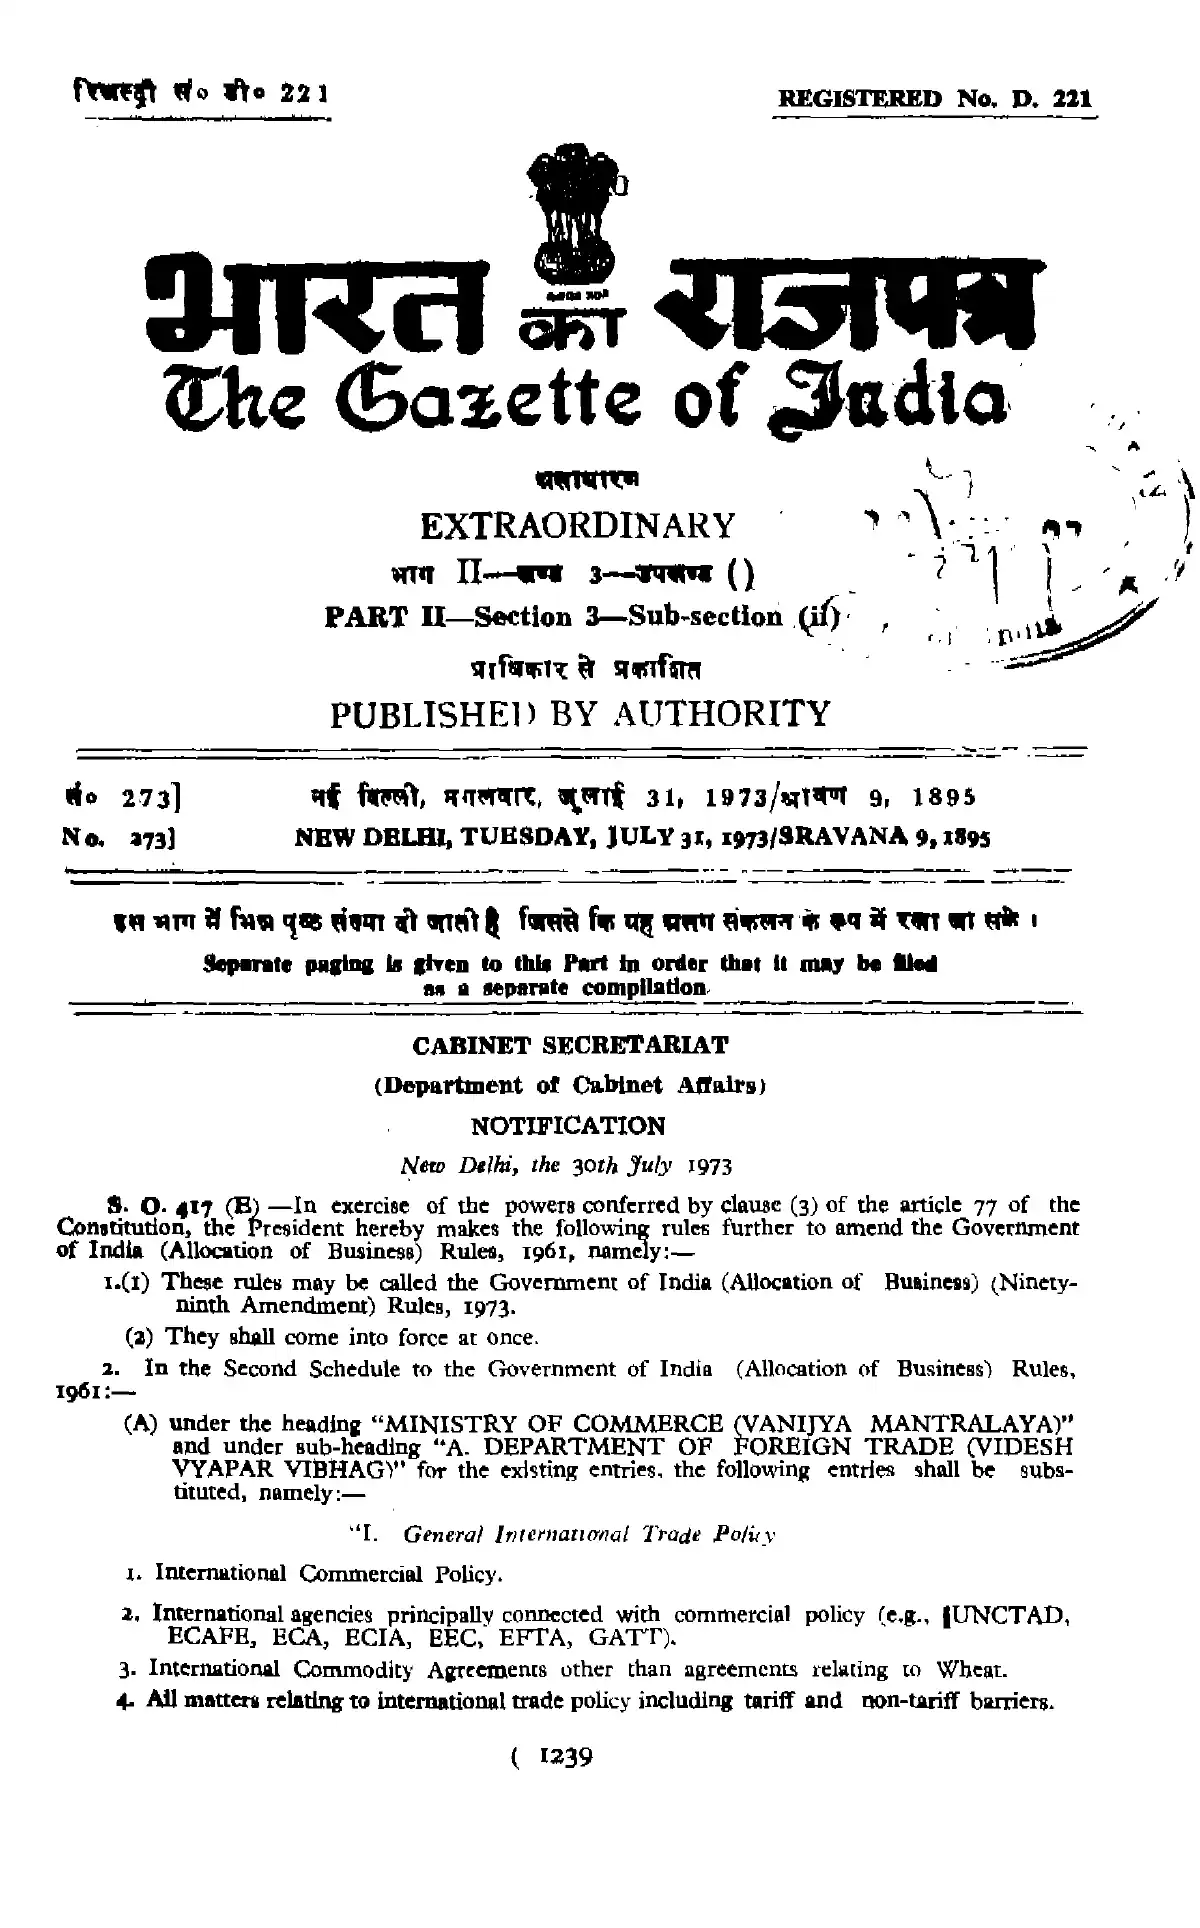 रजिस्ट्री सं० डी० 221
REGISTERED No. D. 221
भारत का राजपत्र
The Gazette of India
असाधारण
EXTRAORDINARY
भाग II—खण्ड 3—उपखण्ड ()
PART II—Section 3—Sub-section (ii)
प्राधिकार से प्रकाशित
PUBLISHED BY AUTHORITY
सं० 273]
नई दिल्ली, मंगलवार, जुलाई 31, 1973/श्रावण 9, 1895
No. 273]
NEW DELHI, TUESDAY, JULY 31, 1973/SRAVANA 9, 1895
इस भाग में भिन्न पृष्ठ संख्या दी जाती है जिससे कि यह अलग संकलन के रूप में रखा जा सके ।
Separate paging is given to this Part in order that it may be filed
as a separate compilation
CABINET SECRETARIAT
(Department of Cabinet Affairs)
NOTIFICATION
New Delhi, the 30th July 1973
S. O. 417 (E) —In exercise of the powers conferred by clause (3) of the article 77 of the
Constitution, the President hereby makes the following rules further to amend the Government
of India (Allocation of Business) Rules, 1961, namely:—
1.(1) These rules may be called the Government of India (Allocation of Business) (Ninety-
ninth Amendment) Rules, 1973.
(2) They shall come into force at once.
2. In the Second Schedule to the Government of India (Allocation of Business) Rules,
1961:—
(A) under the heading “MINISTRY OF COMMERCE (VANIJYA MANTRALAYA)”
and under sub-heading “A. DEPARTMENT OF FOREIGN TRADE (VIDESH
VYAPAR VIBHAG)” for the existing entries, the following entries shall be subs-
tituted, namely:—
“I. General International Trade Policy
1. International Commercial Policy.
2. International agencies principally connected with commercial policy (e.g., UNCTAD,
ECAFE, ECA, ECIA, EEC, EFTA, GATT).
3. International Commodity Agreements other than agreements relating to Wheat.
4. All matters relating to international trade policy including tariff and non-tariff barriers.
( 1239